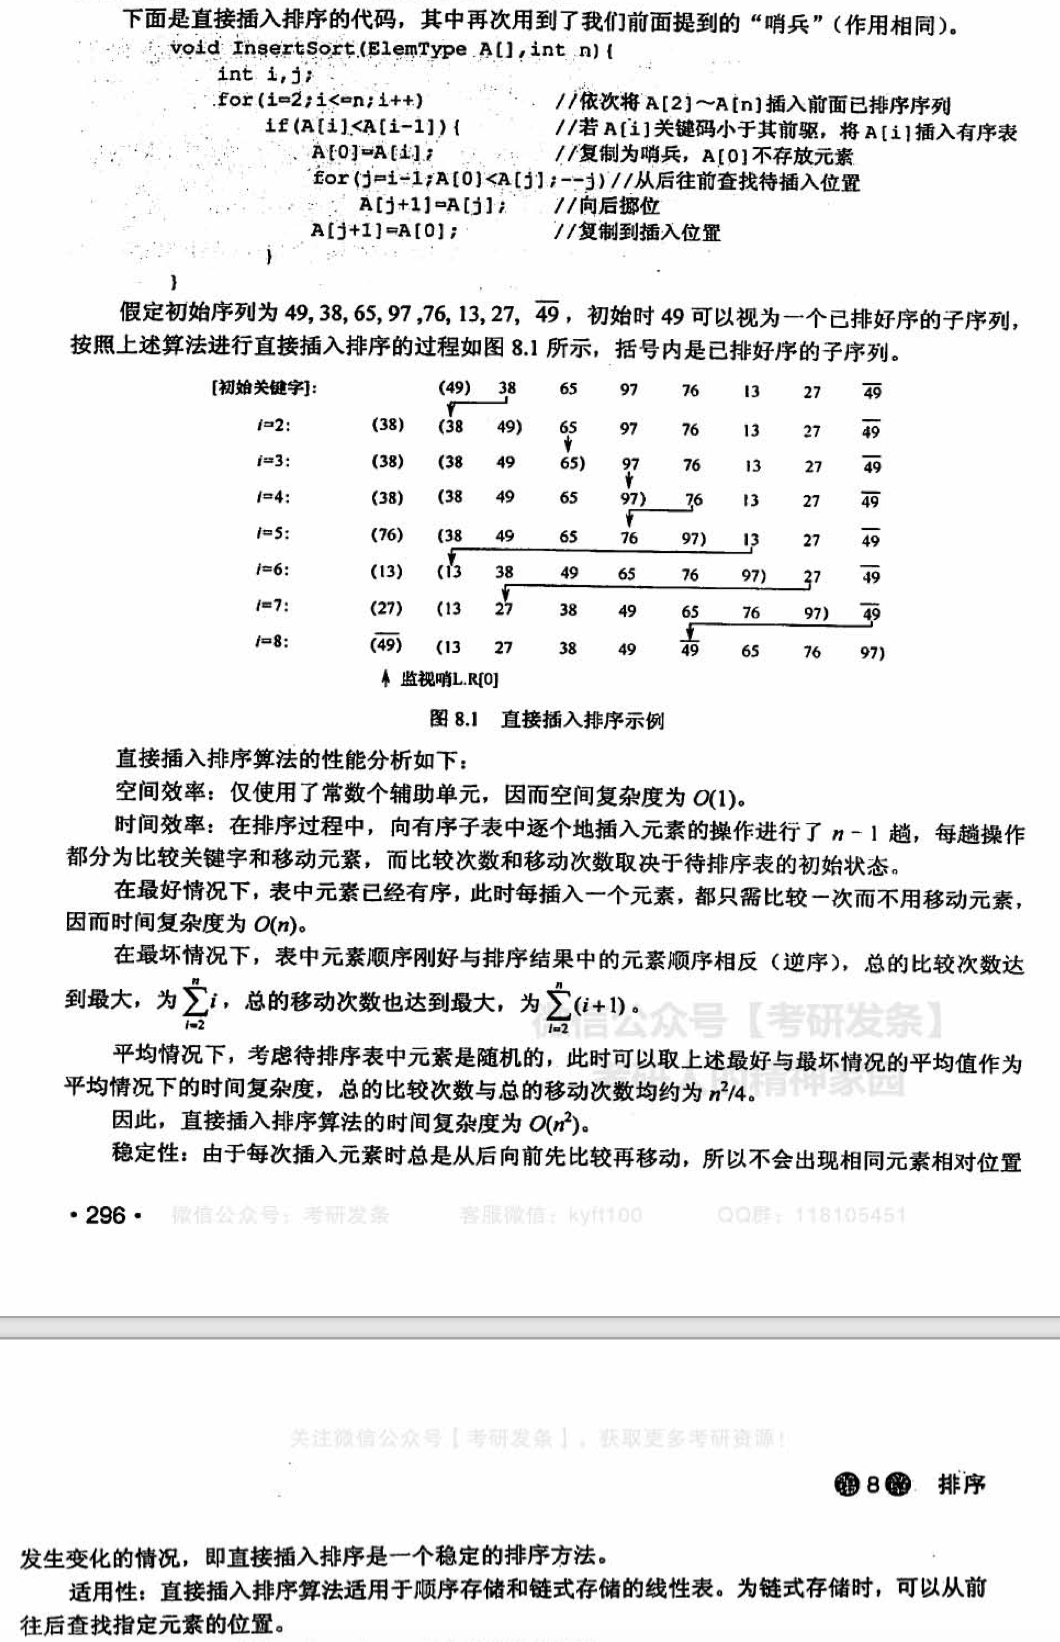 下面是直接插入排序的代码，其中再次用到了我们前面提到的“哨兵”（作用相同）。
void InsertSort(ElemType A[],int n){
int i,j;
for(i=2;i<=n;i++) //依次将A[2]～A[n]插入前面已排序序列
if(A[i]<A[i-1]){ //若A[i]关键码小于其前驱，将A[i]插入有序表
A[0]=A[i]; //复制为哨兵，A[0]不存放元素
for(j=i-1;A[0]<A[j];--j)//从后往前查找待插入位置
A[j+1]=A[j]; //向后挪位
A[j+1]=A[0]; //复制到插入位置
}
}
假定初始序列为 49, 38, 65, 97 ,76, 13, 27, 4̅9̅，初始时 49 可以视为一个已排好序的子序列，
按照上述算法进行直接插入排序的过程如图 8.1 所示，括号内是已排好序的子序列。
[初始关键字]: (49) 38 65 97 76 13 27 4̅9̅
i=2: (38) (38 49) 65 97 76 13 27 4̅9̅
i=3: (38) (38 49 65) 97 76 13 27 4̅9̅
i=4: (38) (38 49 65 97) 76 13 27 4̅9̅
i=5: (76) (38 49 65 76 97) 13 27 4̅9̅
i=6: (13) (13 38 49 65 76 97) 27 4̅9̅
i=7: (27) (13 27 38 49 65 76 97) 4̅9̅
i=8: (4̅9̅) (13 27 38 49 4̅9̅ 65 76 97)
监视哨L.R[0]
图 8.1 直接插入排序示例
直接插入排序算法的性能分析如下：
空间效率：仅使用了常数个辅助单元，因而空间复杂度为 O(1)。
时间效率：在排序过程中，向有序子表中逐个地插入元素的操作进行了 n - 1 趟，每趟操作
部分为比较关键字和移动元素，而比较次数和移动次数取决于待排序表的初始状态。
在最好情况下，表中元素已经有序，此时每插入一个元素，都只需比较一次而不用移动元素，
因而时间复杂度为 O(n)。
在最坏情况下，表中元素顺序刚好与排序结果中的元素顺序相反（逆序），总的比较次数达
到最大，为 ∑_{i=2}^{n} i，总的移动次数也达到最大，为 ∑_{i=2}^{n} (i+1)。
微信公众号【考研发条】
平均情况下，考虑待排序表中元素是随机的，此时可以取上述最好与最坏情况的平均值作为
考研人的精神家园
平均情况下的时间复杂度，总的比较次数与总的移动次数均约为 n²/4。
因此，直接插入排序算法的时间复杂度为 O(n²)。
稳定性：由于每次插入元素时总是从后向前先比较再移动，所以不会出现相同元素相对位置
·296· 微信公众号：考研发条 客服微信：kyft100 QQ群：118105451
关注微信公众号【考研发条】，获取更多考研资源！
第8章 排序
发生变化的情况，即直接插入排序是一个稳定的排序方法。
适用性：直接插入排序算法适用于顺序存储和链式存储的线性表。为链式存储时，可以从前
往后查找指定元素的位置。